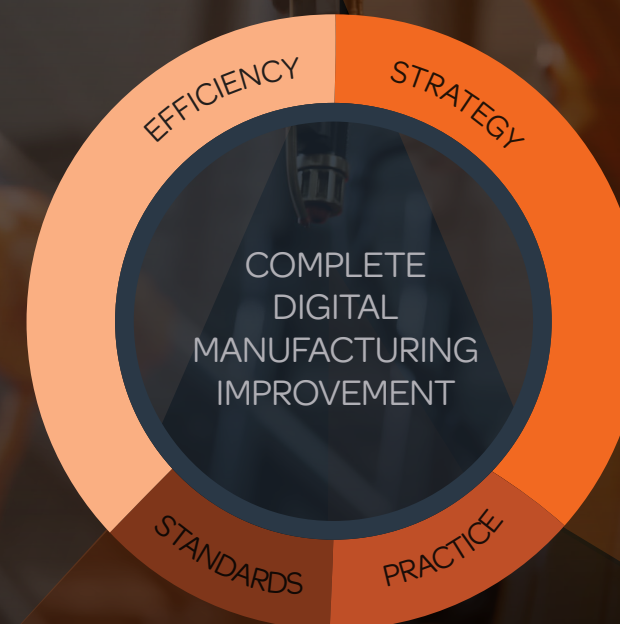 EFFICIENCY
STRATEGY
COMPLETE
DIGITAL
MANUFACTURING
IMPROVEMENT
STANDARDS
PRACTICE